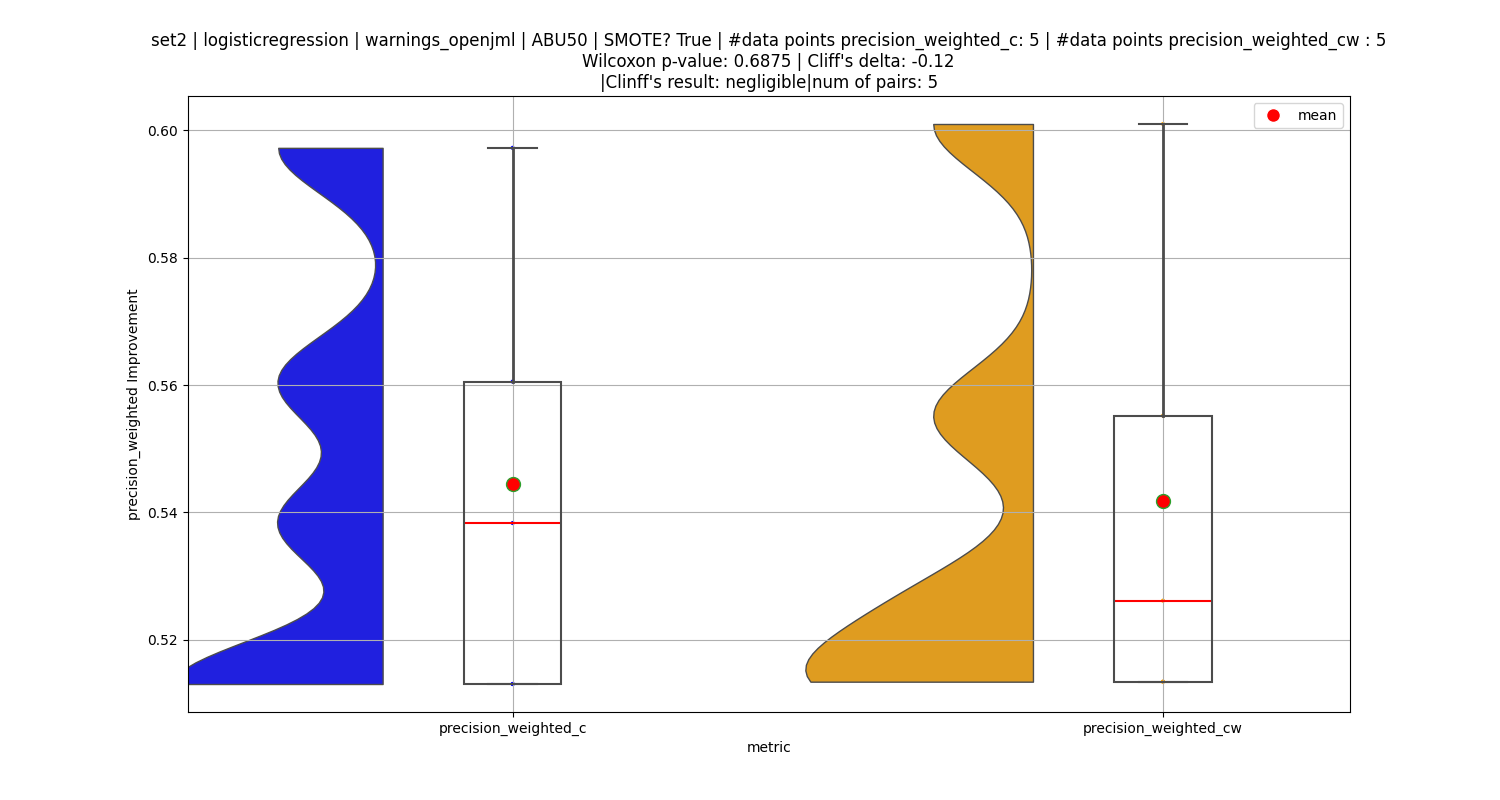 set2 | logisticregression | warnings_openjml | ABU50 | SMOTE? True | #data points precision_weighted_c: 5 | #data points precision_weighted_cw : 5
Wilcoxon p-value: 0.6875 | Cliff's delta: -0.12
|Clinff's result: negligible|num of pairs: 5
mean
0.60
0.58
0.56
0.54
0.52
precision_weighted Improvement
precision_weighted_c
precision_weighted_cw
metric